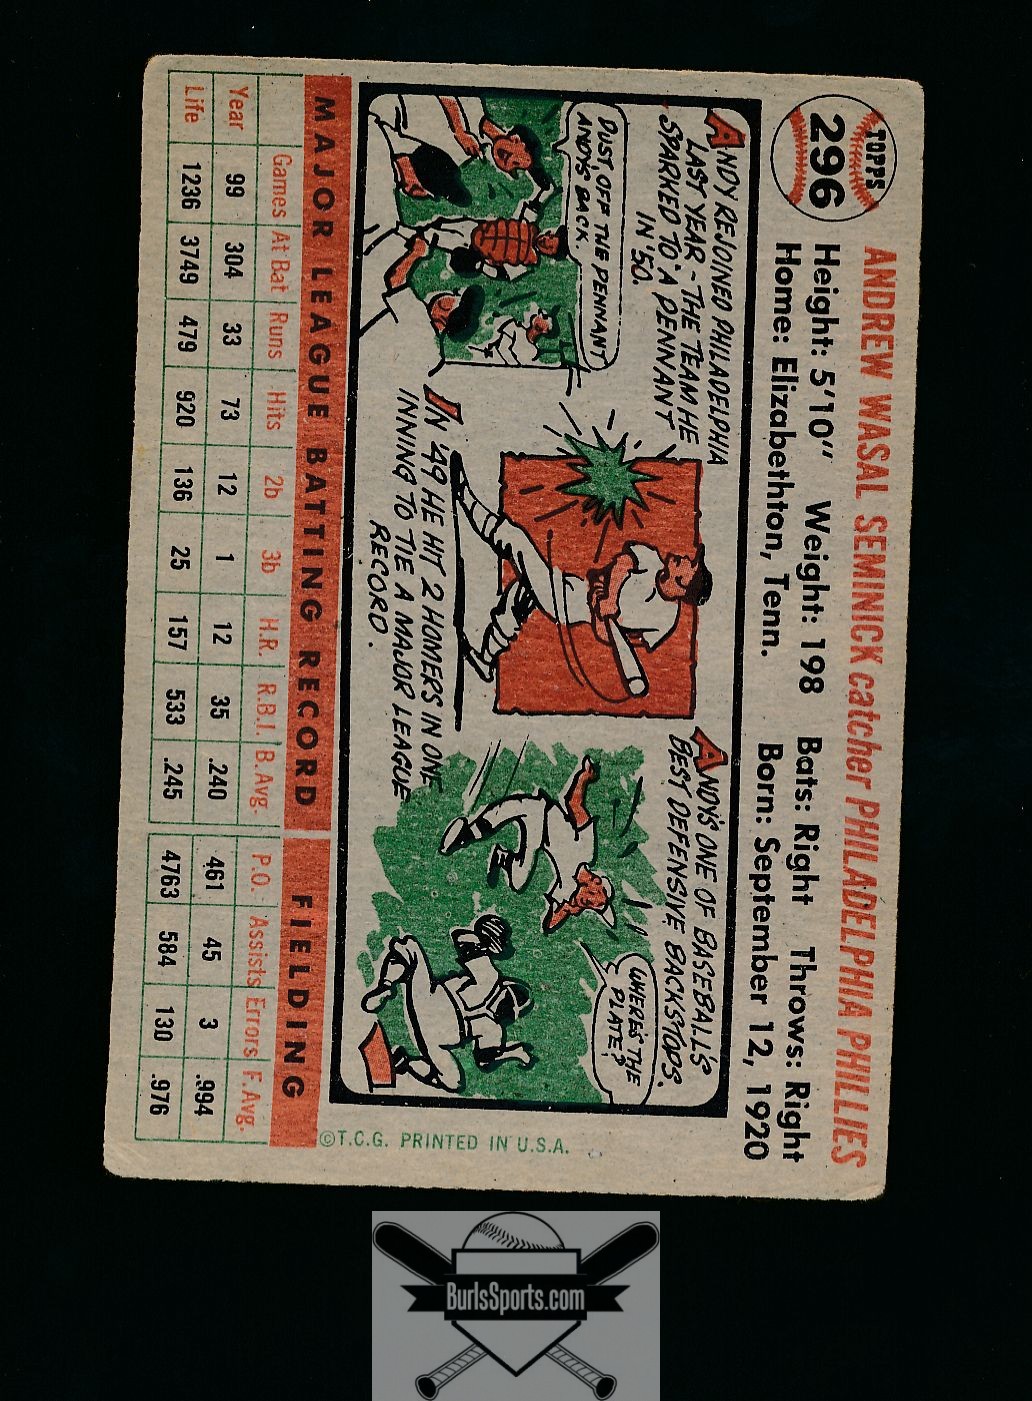 TOPPS
296
ANDREW WASAL SEMINICK catcher PHILADELPHIA PHILLIES
Height: 5'10" Weight: 198 Bats: Right Throws: Right
Home: Elizabethton, Tenn. Born: September 12, 1920
ANDY REJOINED PHILADELPHIA
LAST YEAR - THE TEAM HE
SPARKED TO A PENNANT
IN '50.
DUST OFF THE PENNANT
ANDY'S BACK.
IN '49 HE HIT 2 HOMERS IN ONE
INNING TO TIE A MAJOR LEAGUE
RECORD.
ANDY'S ONE OF BASEBALL'S
BEST DEFENSIVE BACKSTOPS.
WHERE'S THE
PLATE?
MAJOR LEAGUE BATTING RECORD FIELDING
Games At Bat Runs Hits 2b 3b H.R. R.B.I. B.Avg. P.O. Assists Errors F.Avg.
Year 99 304 33 73 12 1 12 35 .240 461 45 3 .994
Life 1236 3749 479 920 136 25 157 533 .245 4763 584 130 .976
©T.C.G. PRINTED IN U.S.A.
BurlsSports.com